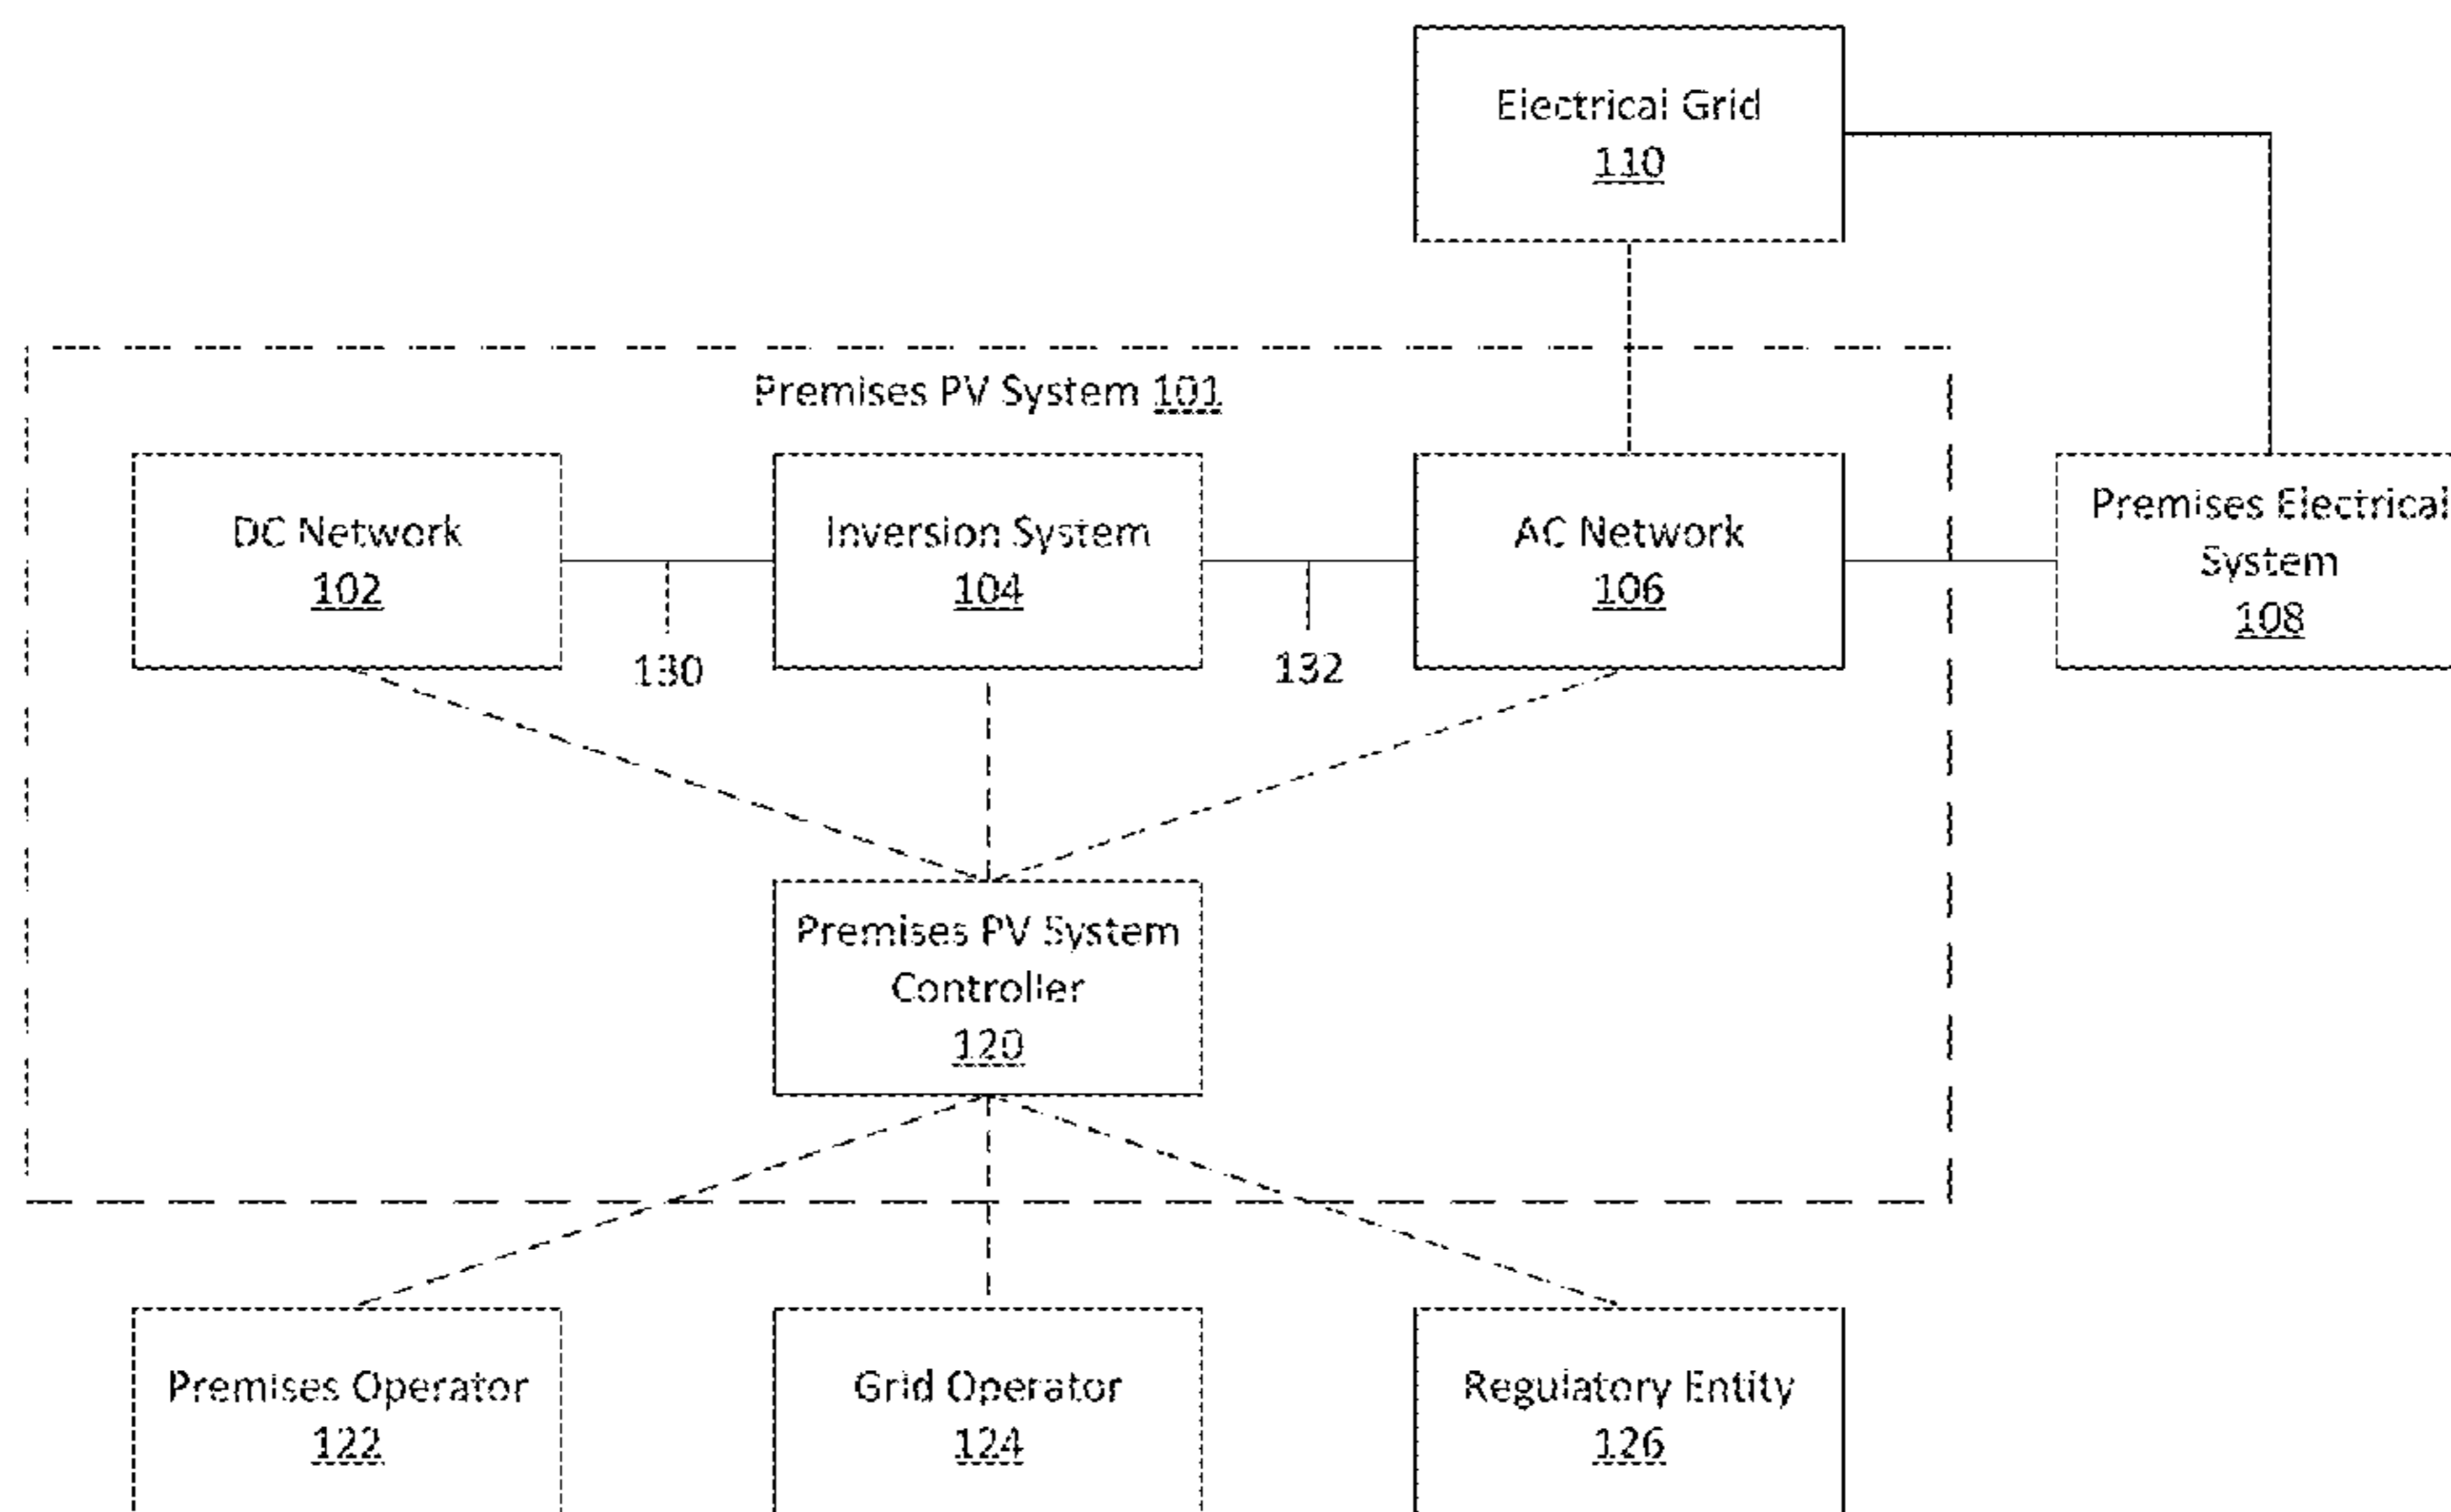 Electrical Grid
110
Premises PV System 101
DC Network
102
Inversion System
104
AC Network
106
Premises Electrical
System
108
130
132
Premises PV System
Controller
120
Premises Operator
122
Grid Operator
124
Regulatory Entity
126